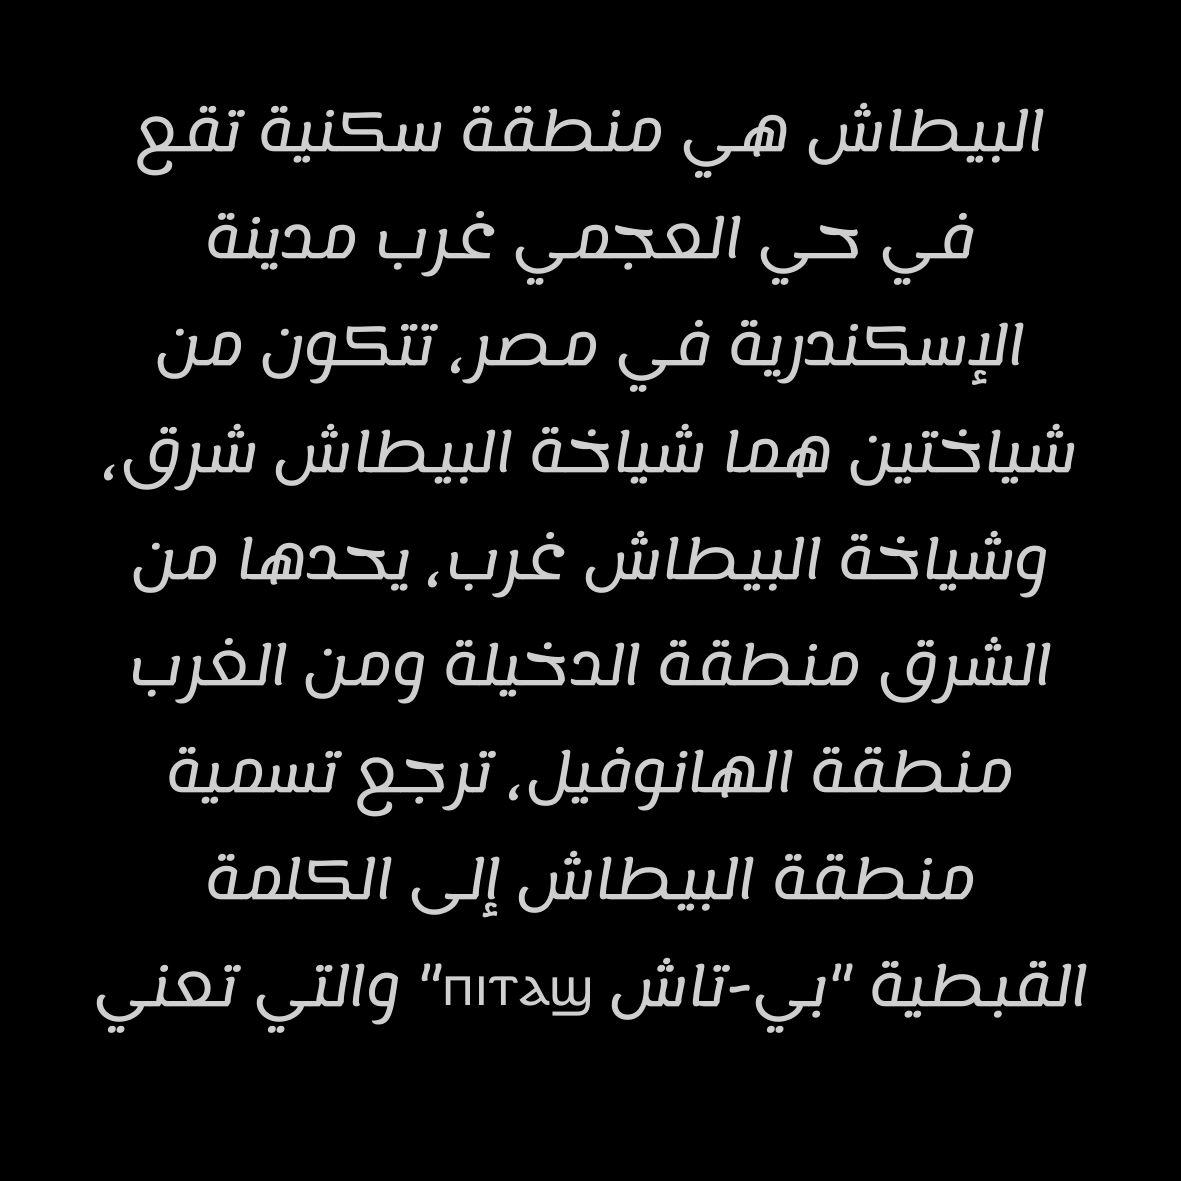 البيطاش هي منطقة سكنية تقع
في حي العجمي غرب مدينة
الإسكندرية في مصر، تتكون من
شياختين هما شياخة البيطاش شرق،
وشياخة البيطاش غرب، يحدها من
الشرق منطقة الدخيلة ومن الغرب
منطقة الهانوفيل، ترجع تسمية
منطقة البيطاش إلى الكلمة
القبطية "بي-تاش ⲡⲓⲧⲁϣ" والتي تعني